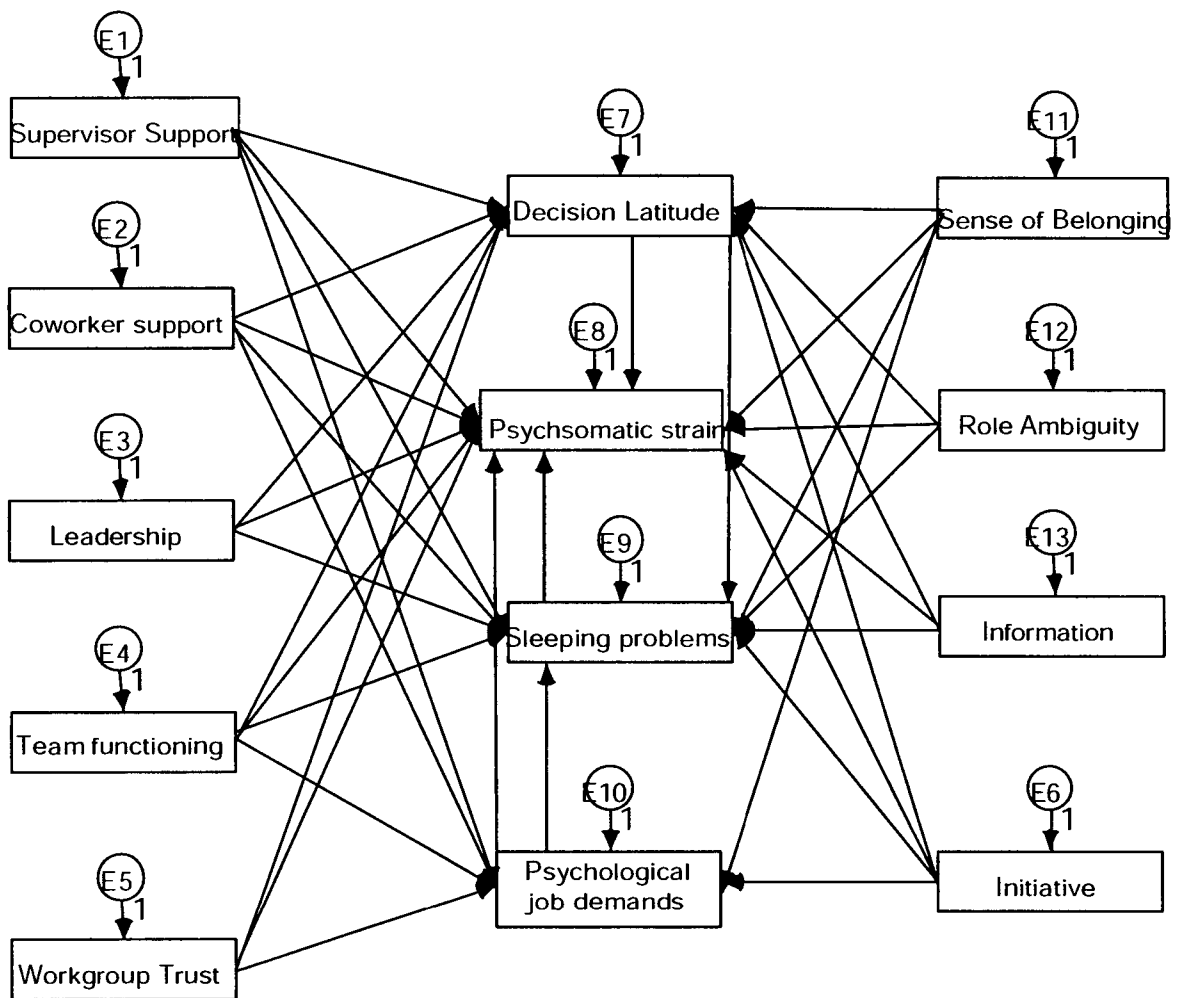 E1
1
Supervisor Support
E7
1
Decision Latitude
E11
1
Sense of Belonging
E2
1
Coworker support
E8
1
Psychsomatic strain
E12
1
Role Ambiguity
E3
1
Leadership
E9
1
Sleeping problems
E13
1
Information
E4
1
Team functioning
E10
1
Psychological
job demands
E6
1
Initiative
E5
1
Workgroup Trust